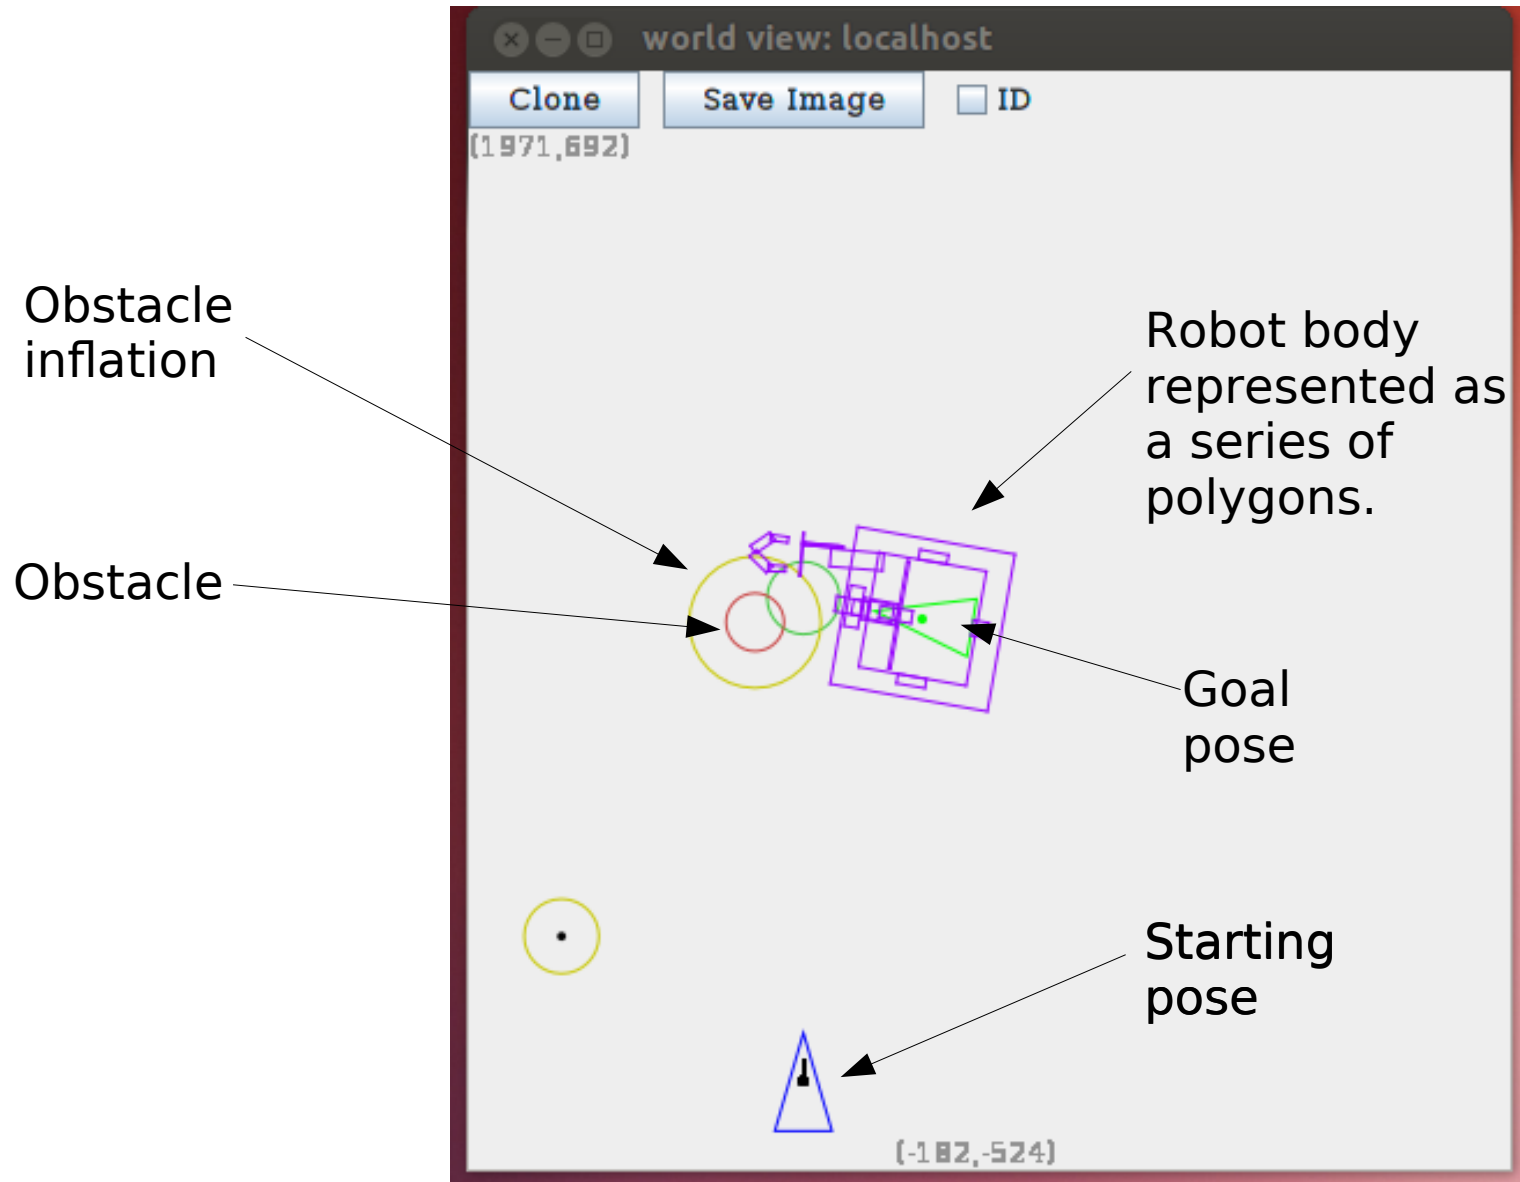 world view: localhost
Clone
Save Image
ID
(1971,692)
Obstacle
inflation
Robot body
represented as
a series of
polygons.
Obstacle
Goal
pose
Starting
pose
(-182,-524)